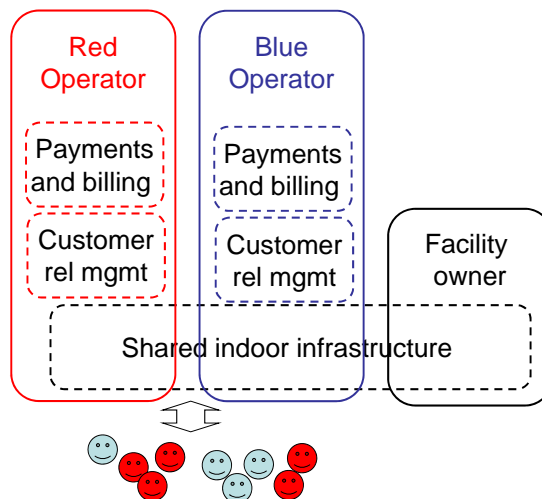 Red
Operator
Blue
Operator
Payments
and billing
Payments
and billing
Customer
rel mgmt
Customer
rel mgmt
Facility
owner
Shared indoor infrastructure